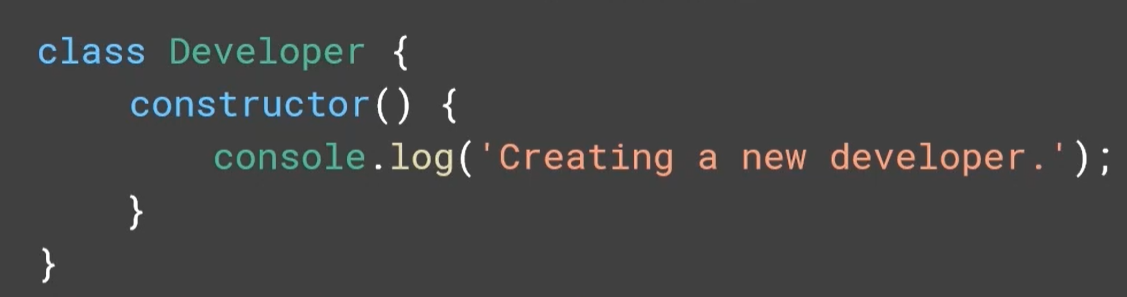 class Developer {
    constructor() {
        console.log('Creating a new developer.');
    }
}